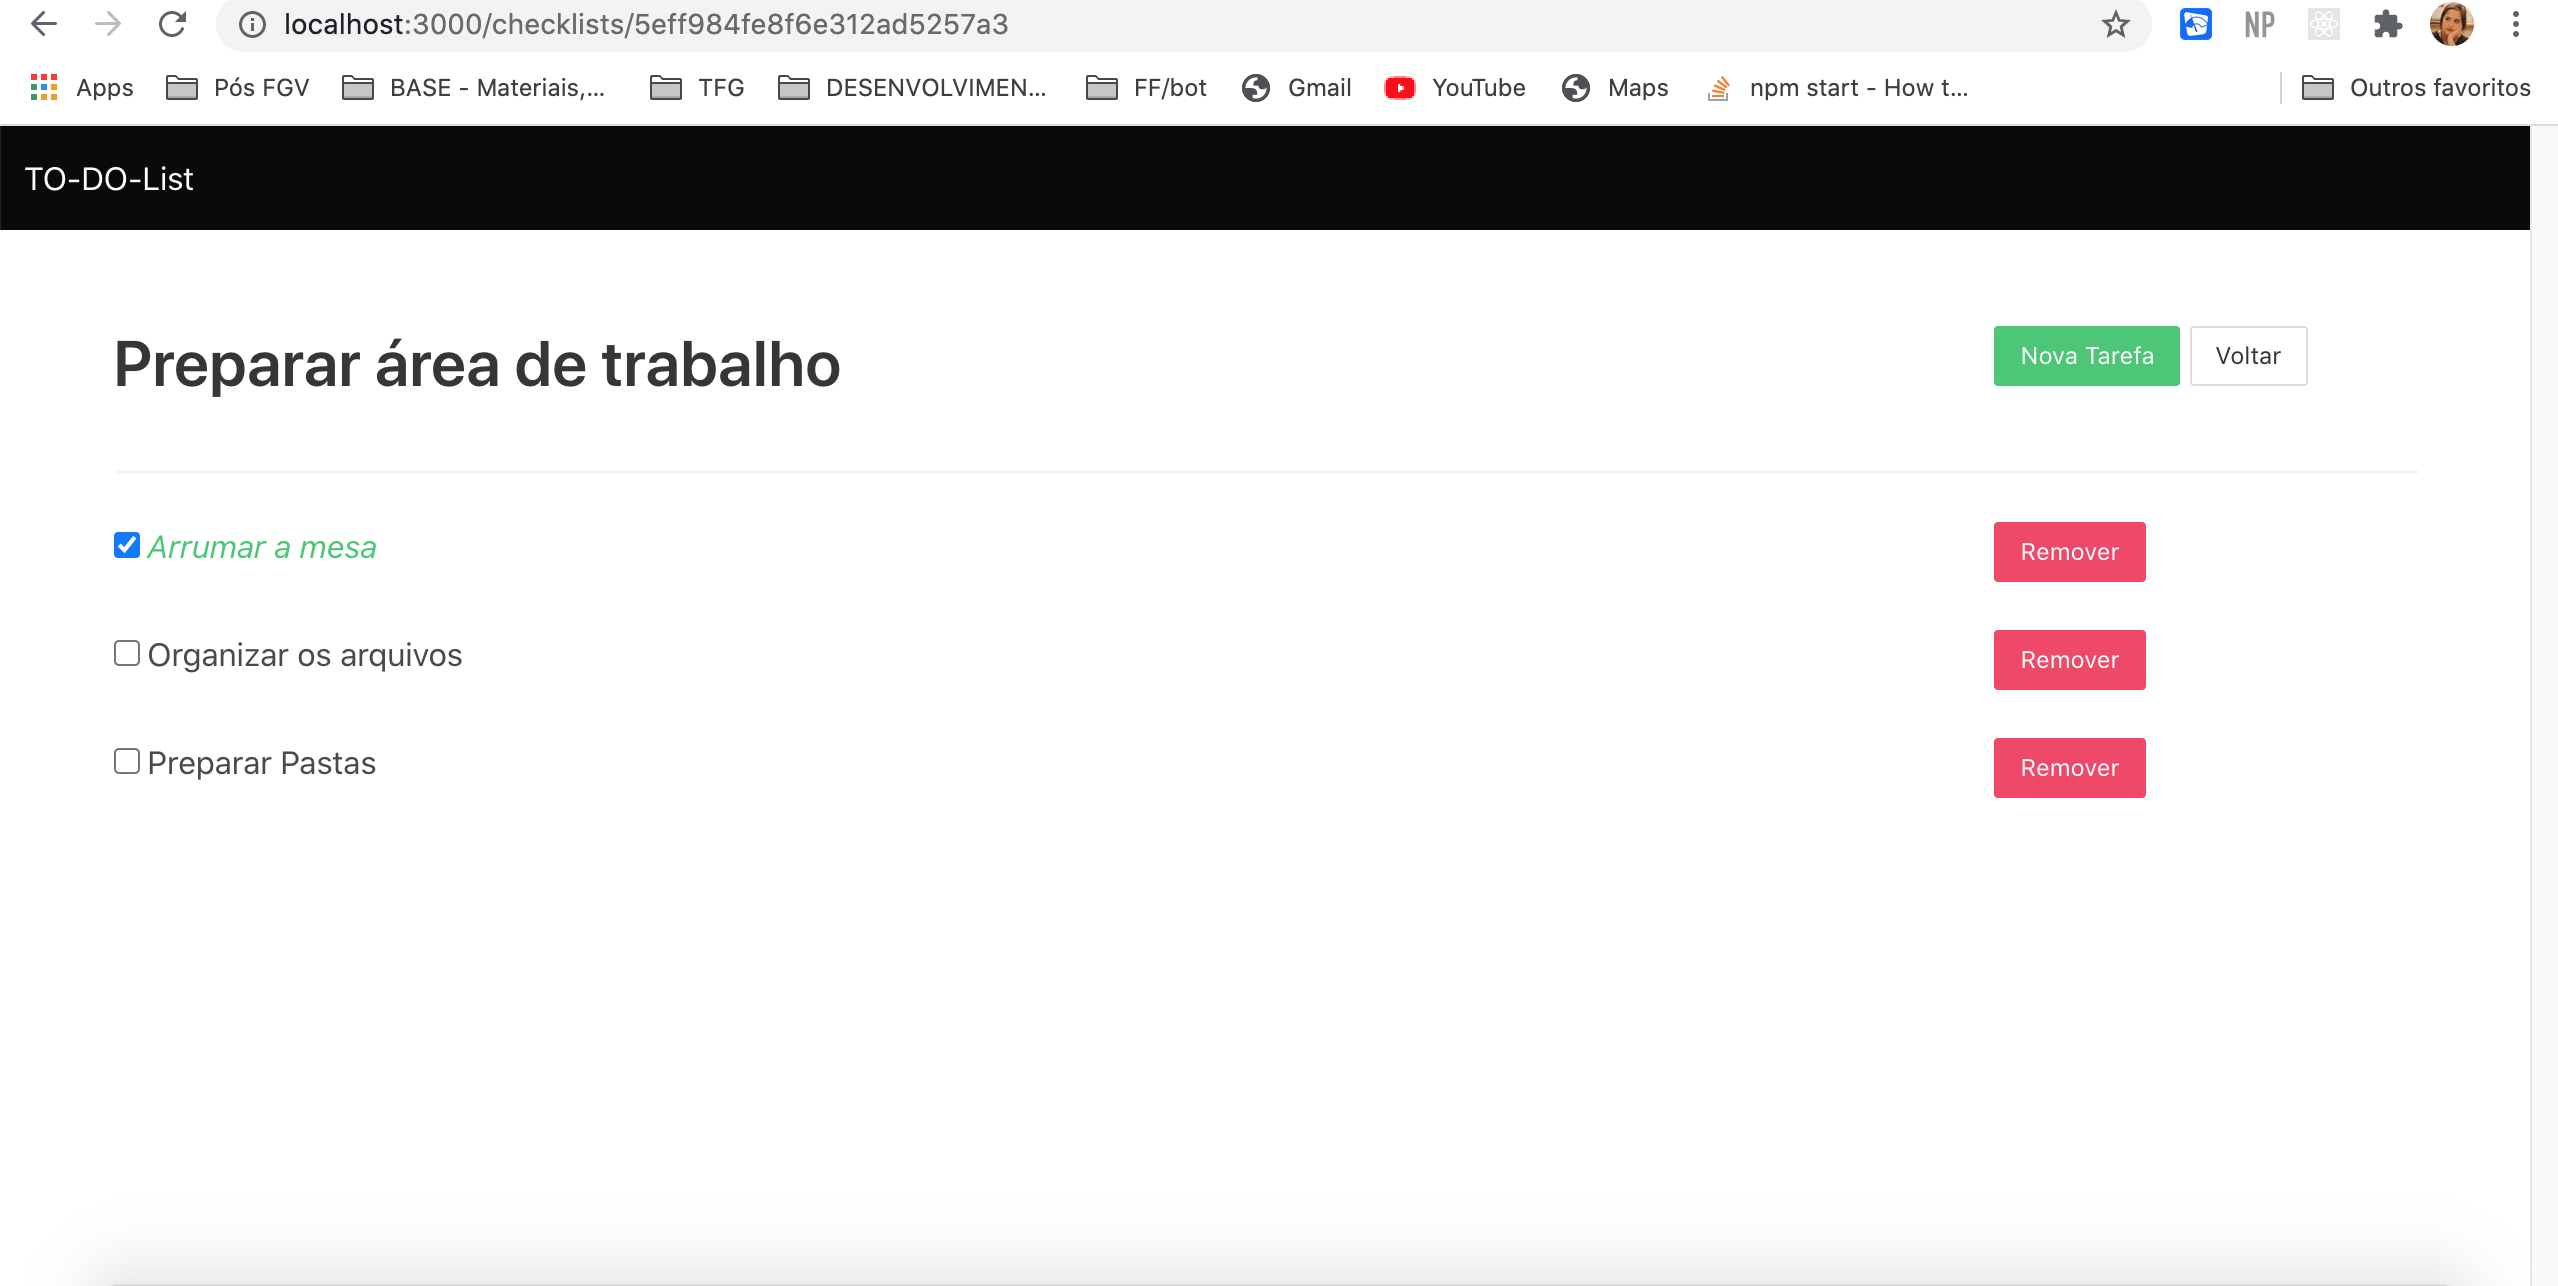 localhost:3000/checklists/5eff984fe8f6e312ad5257a3
NP
Apps Pós FGV BASE - Materiais,... TFG DESENVOLVIMEN... FF/bot Gmail YouTube Maps npm start - How t... Outros favoritos
TO-DO-List
Preparar área de trabalho Nova Tarefa Voltar
Arrumar a mesa Remover
Organizar os arquivos Remover
Preparar Pastas Remover